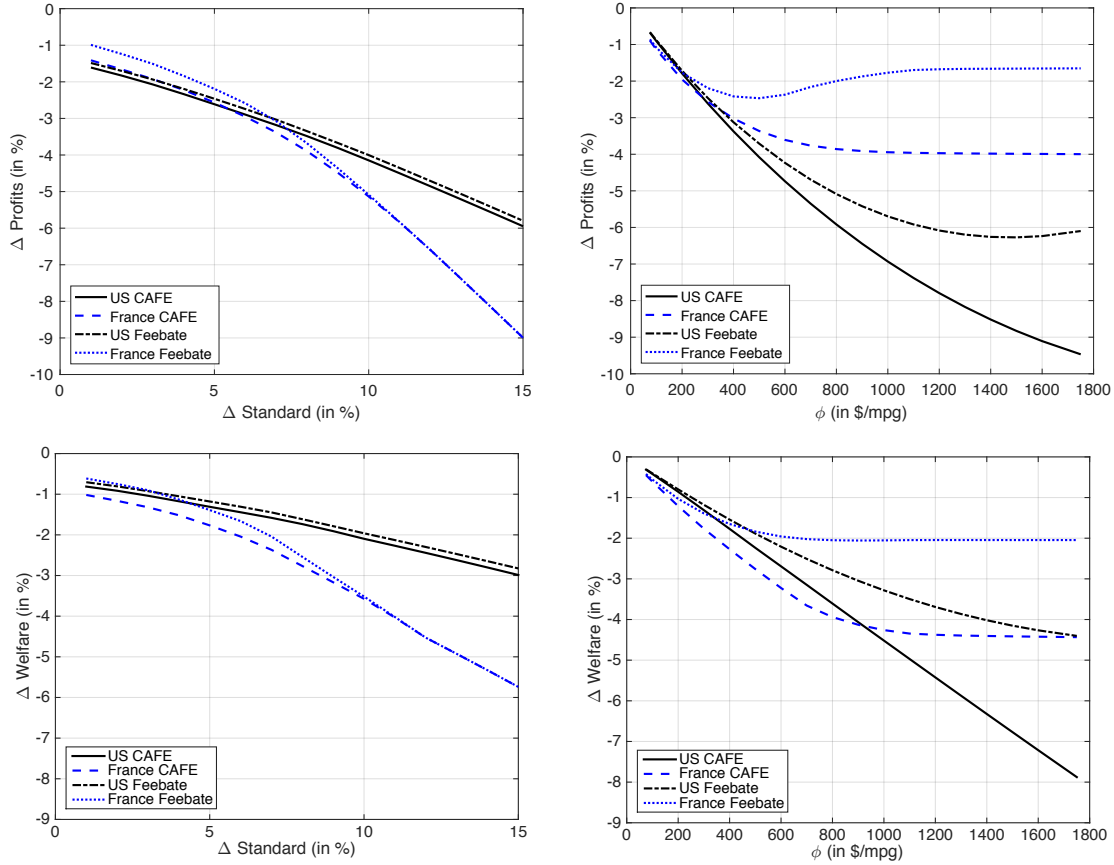 0
-1
-2
-3
-4
-5
-6
-7
-8
-9
-10
Δ Profits (in %)
US CAFE
France CAFE
US Feebate
France Feebate
0 5 10 15
Δ Standard (in %)
0
-1
-2
-3
-4
-5
-6
-7
-8
-9
-10
Δ Profits (in %)
US CAFE
France CAFE
US Feebate
France Feebate
0 200 400 600 800 1000 1200 1400 1600 1800
ϕ (in $/mpg)
0
-1
-2
-3
-4
-5
-6
-7
-8
-9
Δ Welfare (in %)
US CAFE
France CAFE
US Feebate
France Feebate
0 5 10 15
Δ Standard (in %)
0
-1
-2
-3
-4
-5
-6
-7
-8
-9
Δ Welfare (in %)
US CAFE
France CAFE
US Feebate
France Feebate
0 200 400 600 800 1000 1200 1400 1600 1800
ϕ (in $/mpg)